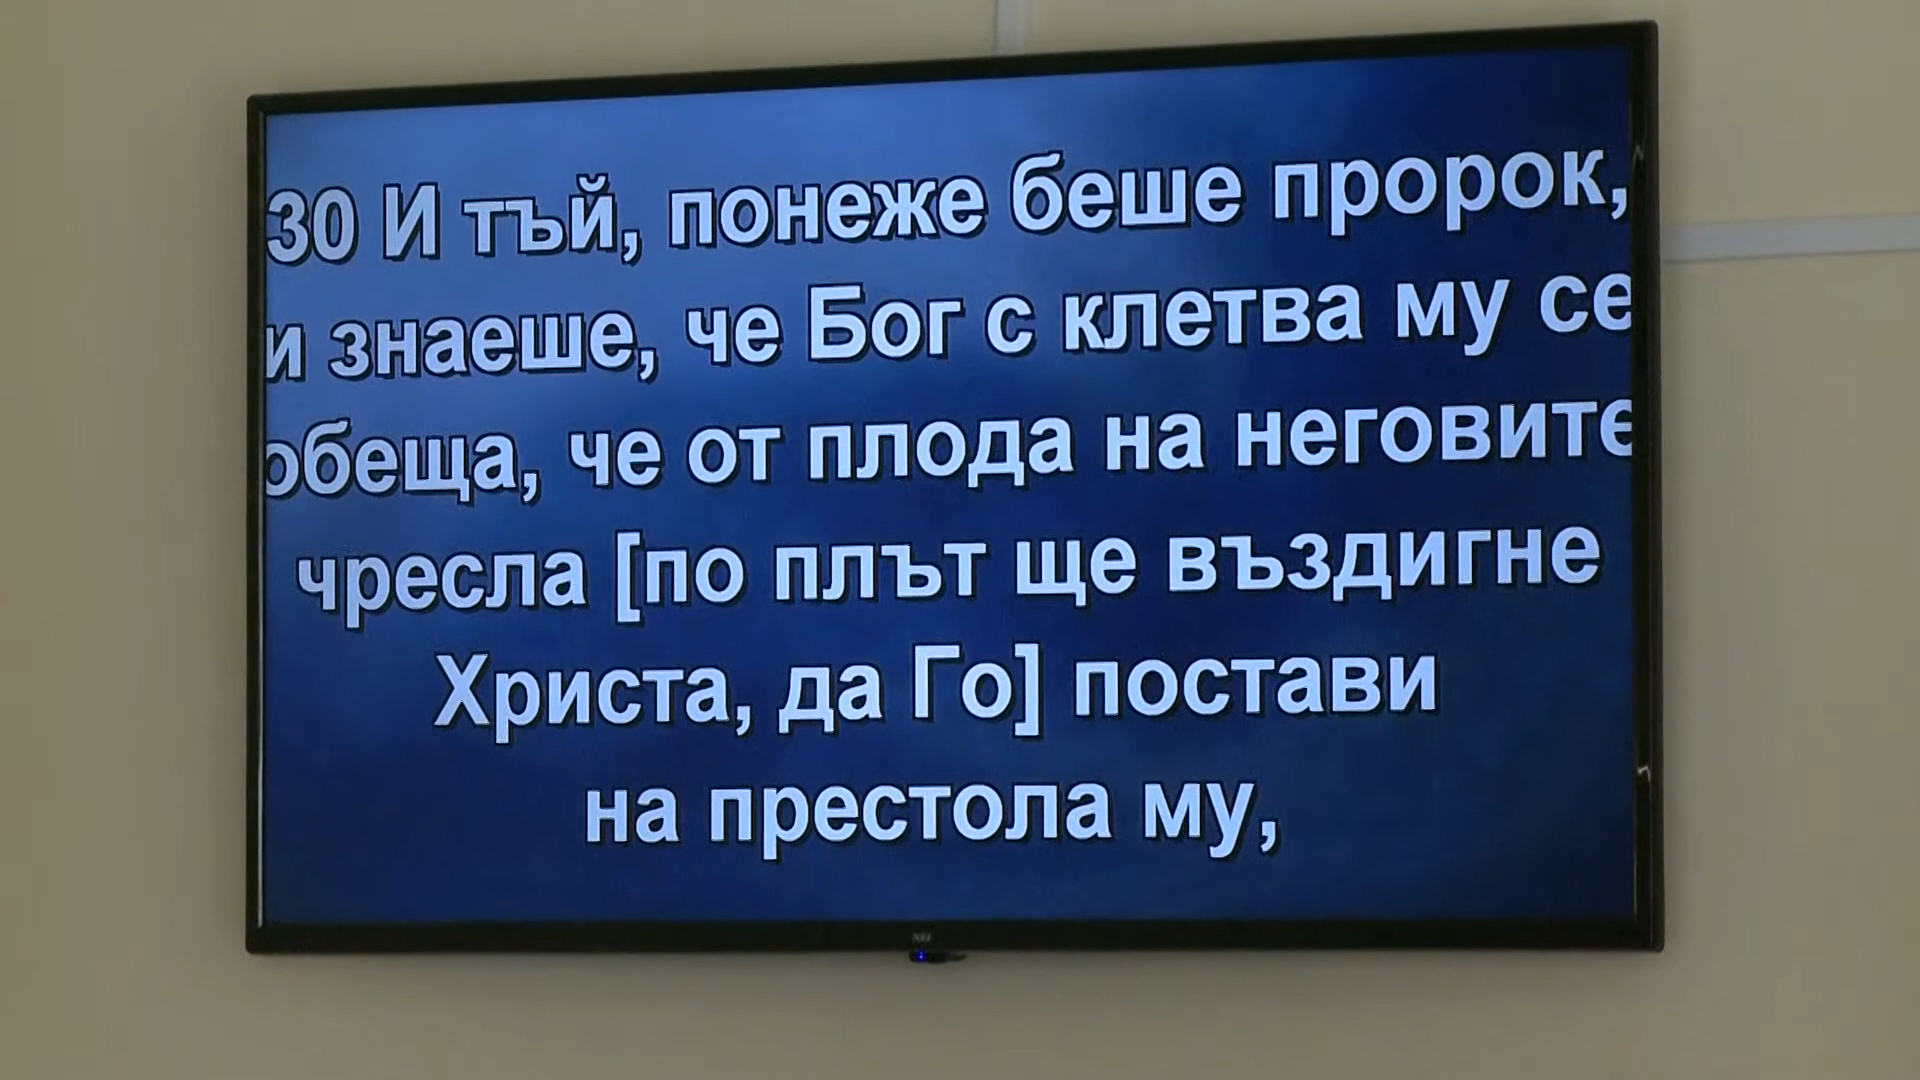 30 И тъй, понеже беше пророк,
и знаеше, че Бог с клетва му се
обеща, че от плода на неговите
чресла [по плът ще въздигне
Христа, да Го] постави
на престола му,